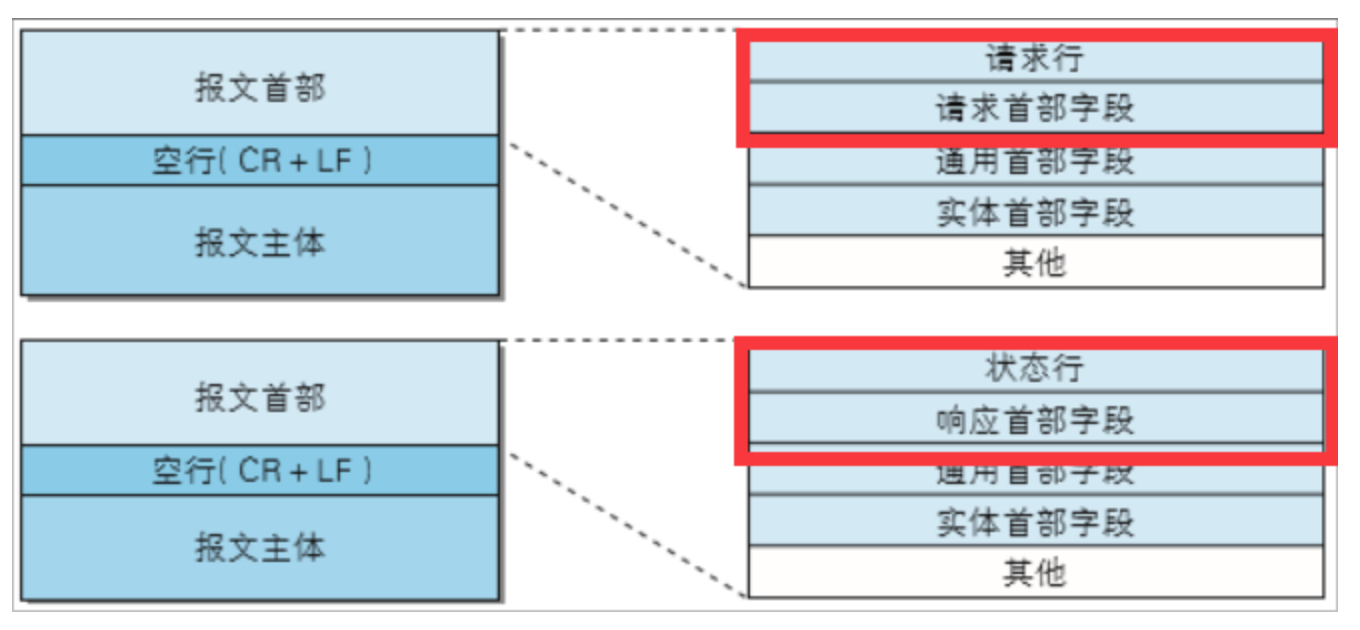 报文首部
空行( CR + LF )
报文主体
请求行
请求首部字段
通用首部字段
实体首部字段
其他
报文首部
空行( CR + LF )
报文主体
状态行
响应首部字段
通用首部字段
实体首部字段
其他